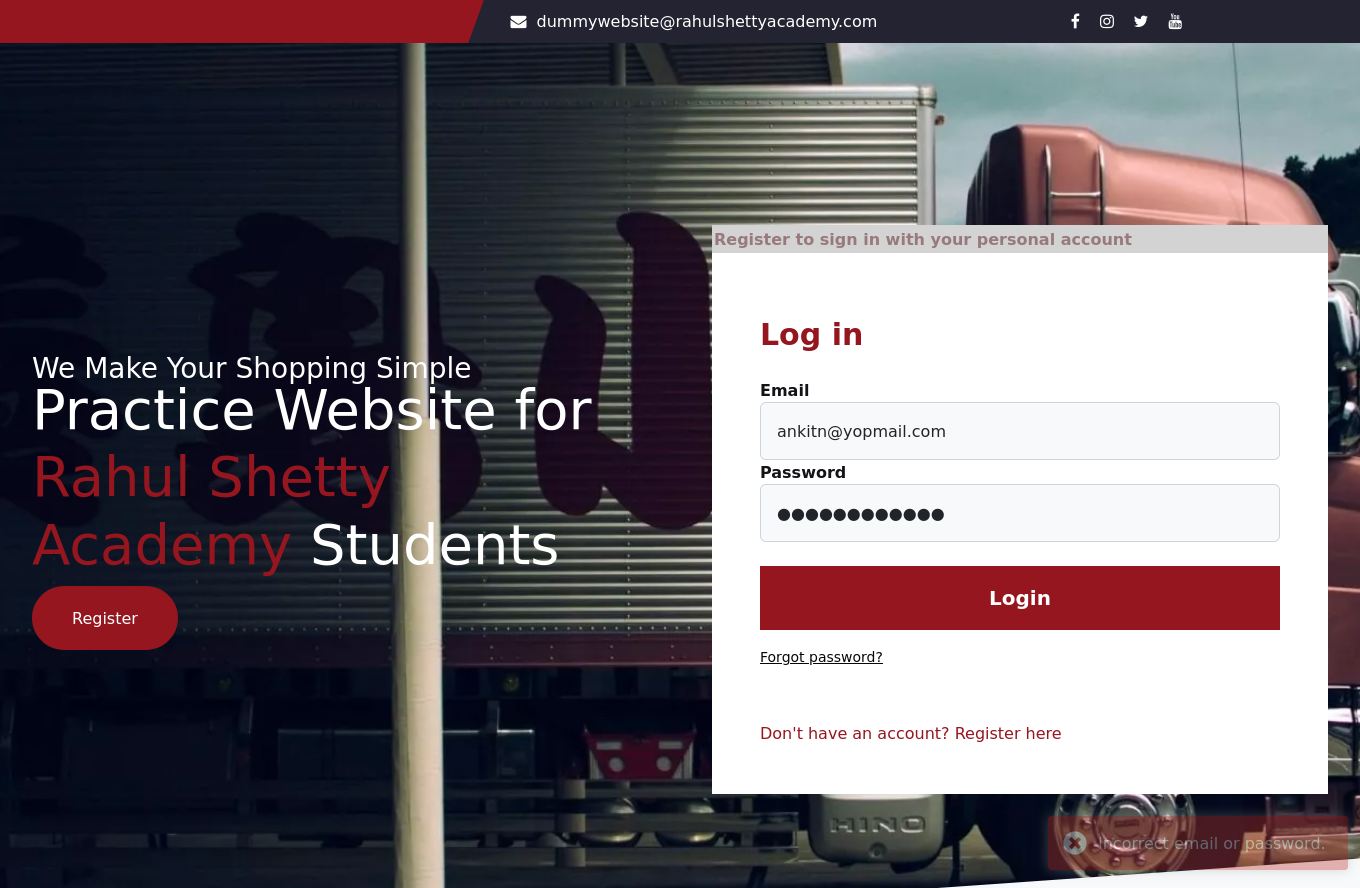 dummywebsite@rahulshettyacademy.com
Register to sign in with your personal account
We Make Your Shopping Simple
Practice Website for
Rahul Shetty
Academy Students
Register
Log in
Email
ankitn@yopmail.com
Password
●●●●●●●●●●●●
Login
Forgot password?
Don't have an account? Register here
HINO
Incorrect email or password.